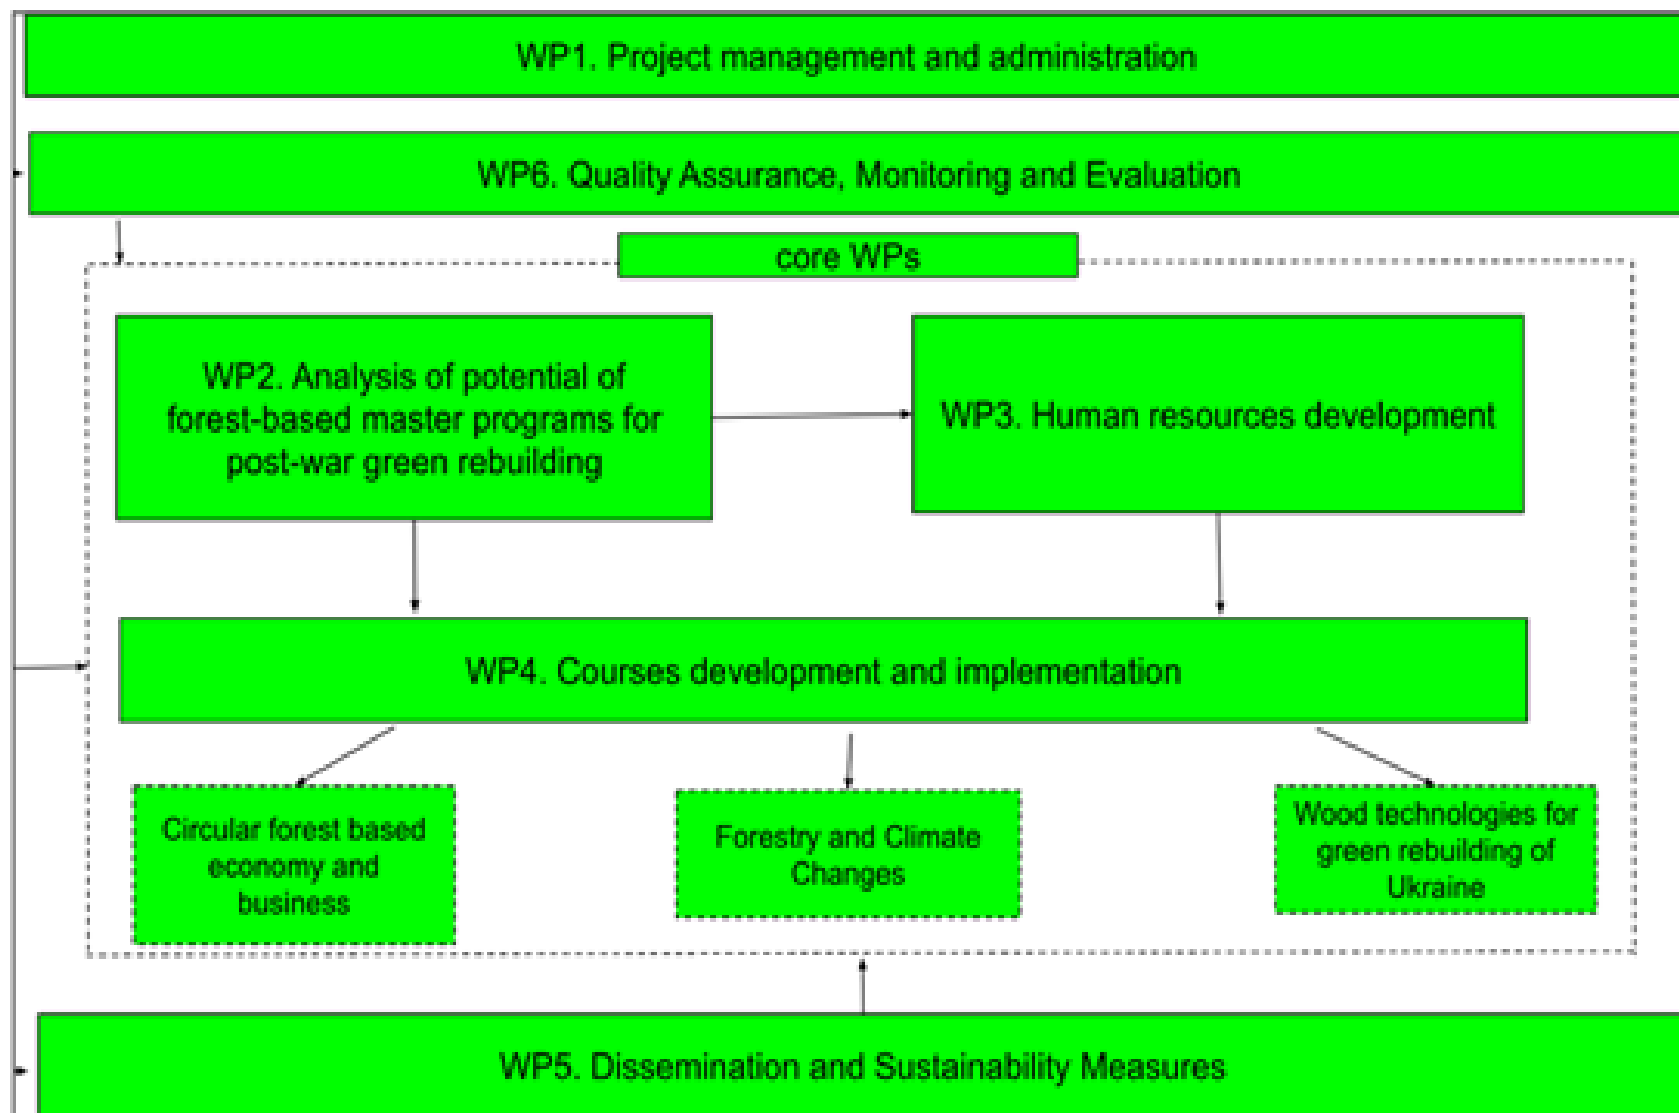 WP1. Project management and administration
WP6. Quality Assurance, Monitoring and Evaluation
core WPs
WP2. Analysis of potential of
forest-based master programs for
post-war green rebuilding
WP3. Human resources development
WP4. Courses development and implementation
Circular forest based
economy and
business
Forestry and Climate
Changes
Wood technologies for
green rebuilding of
Ukraine
WP5. Dissemination and Sustainability Measures